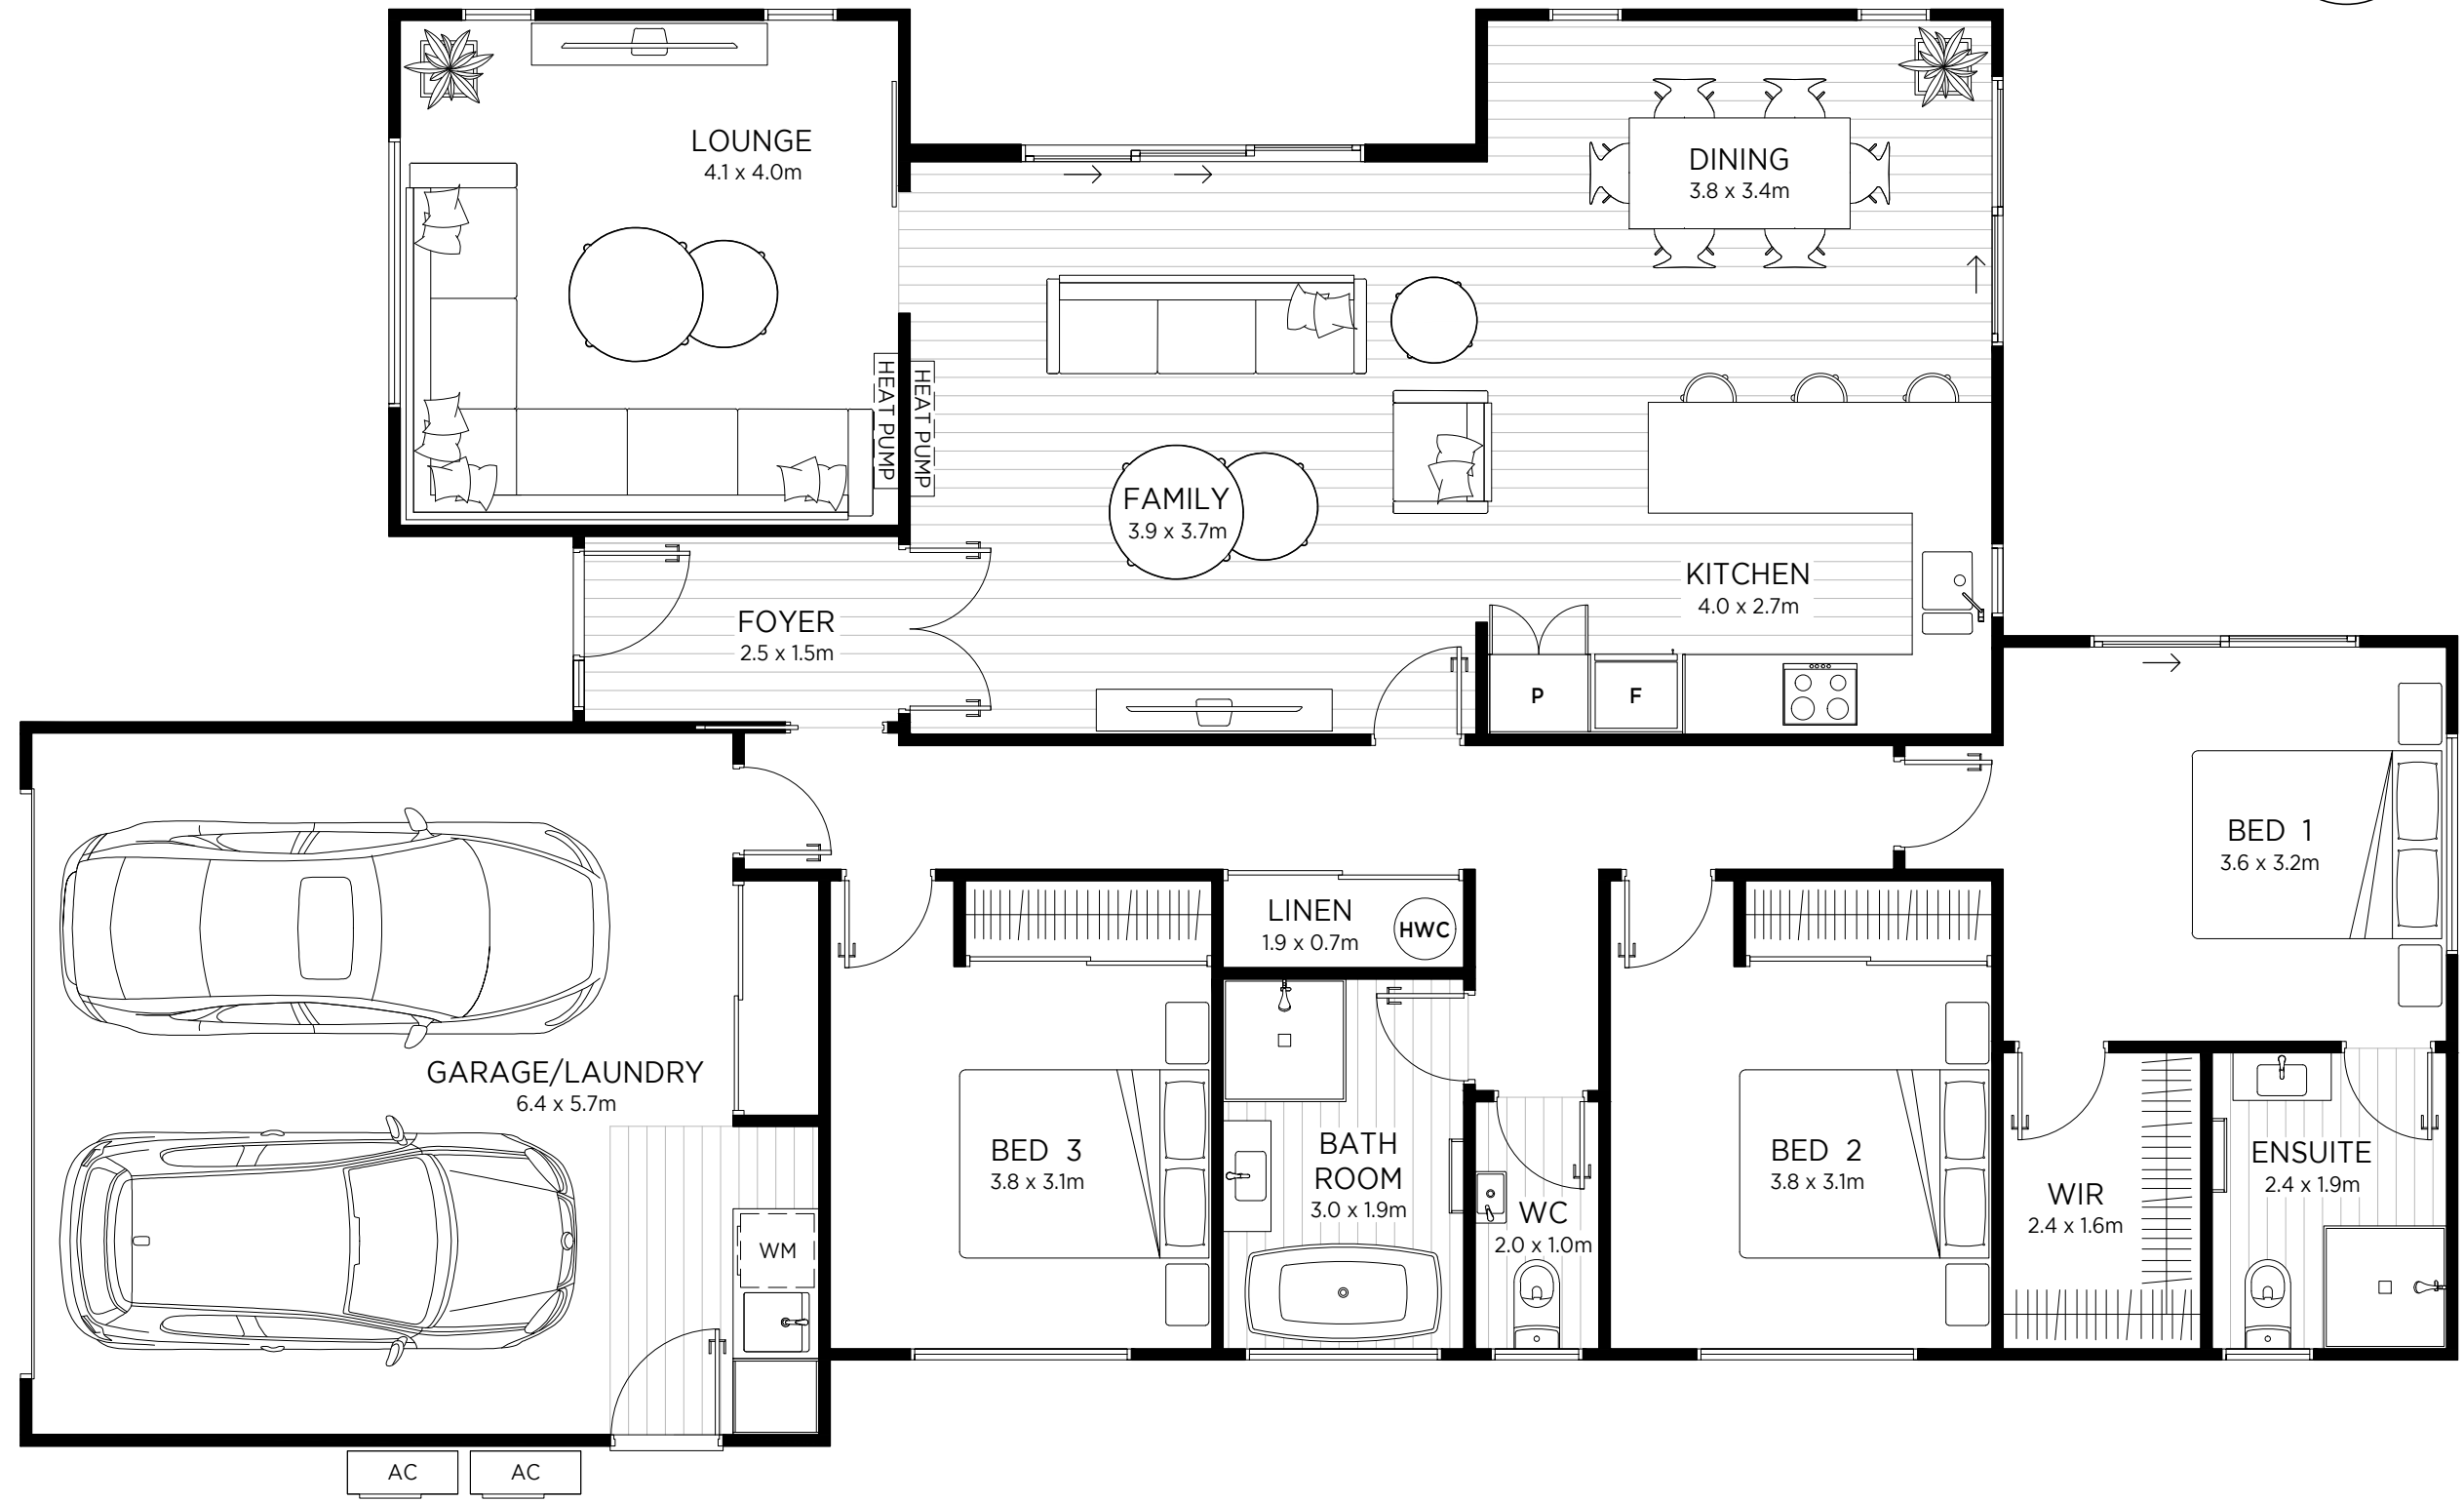 LOUNGE
4.1 x 4.0m
DINING
3.8 x 3.4m
HEAT PUMP
HEAT PUMP
FAMILY
3.9 x 3.7m
KITCHEN
4.0 x 2.7m
FOYER
2.5 x 1.5m
P
F
BED 1
3.6 x 3.2m
LINEN
1.9 x 0.7m
HWC
GARAGE/LAUNDRY
6.4 x 5.7m
BED 3
3.8 x 3.1m
BATH
ROOM
3.0 x 1.9m
WC
2.0 x 1.0m
BED 2
3.8 x 3.1m
WIR
2.4 x 1.6m
ENSUITE
2.4 x 1.9m
WM
AC
AC